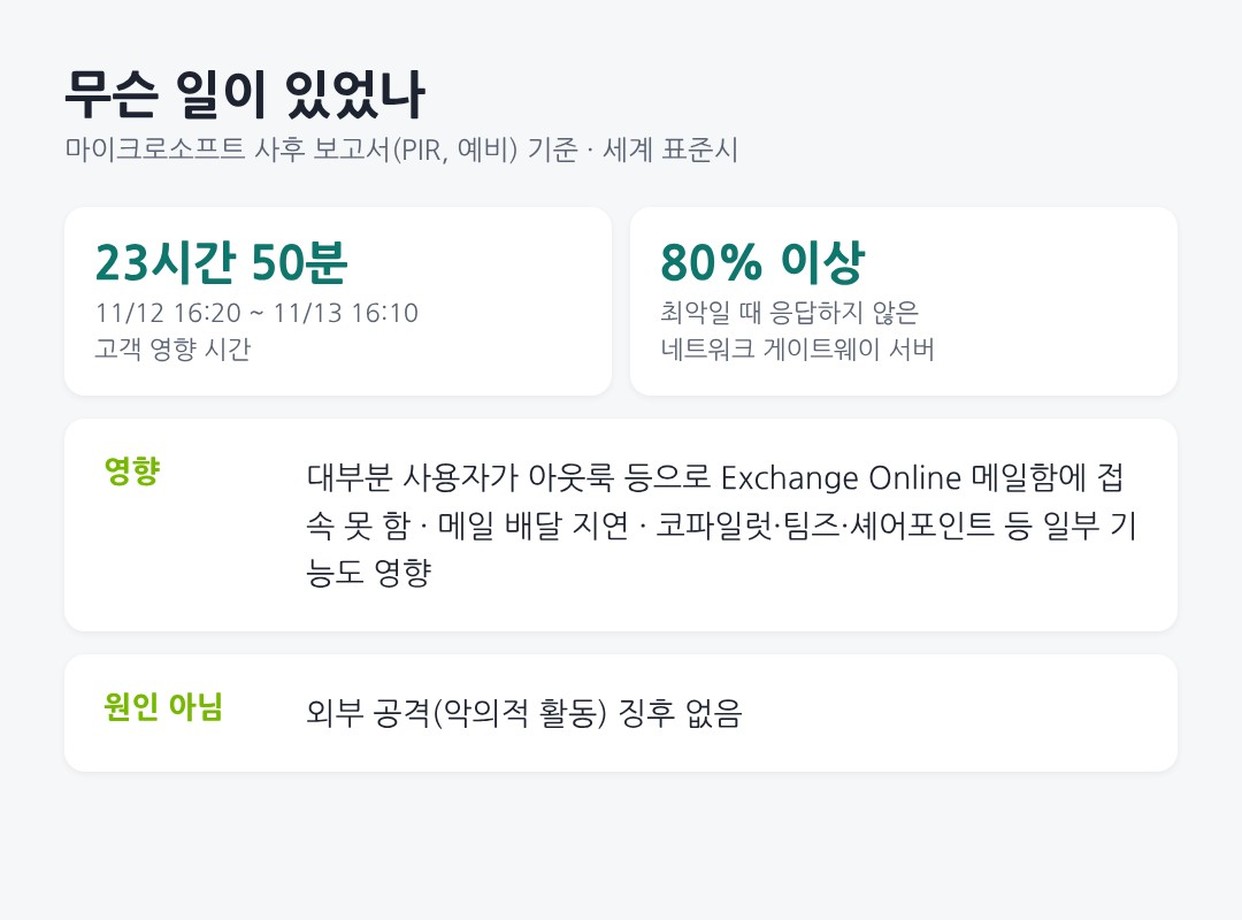 무슨 일이 있었나
마이크로소프트 사후 보고서(PIR, 예비) 기준 · 세계 표준시
23시간 50분
11/12 16:20 ~ 11/13 16:10
고객 영향 시간
80% 이상
최악일 때 응답하지 않은
네트워크 게이트웨이 서버
영향
대부분 사용자가 아웃룩 등으로 Exchange Online 메일함에 접
속 못 함 · 메일 배달 지연 · 코파일럿·팀즈·셰어포인트 등 일부 기
능도 영향
원인 아님
외부 공격(악의적 활동) 징후 없음